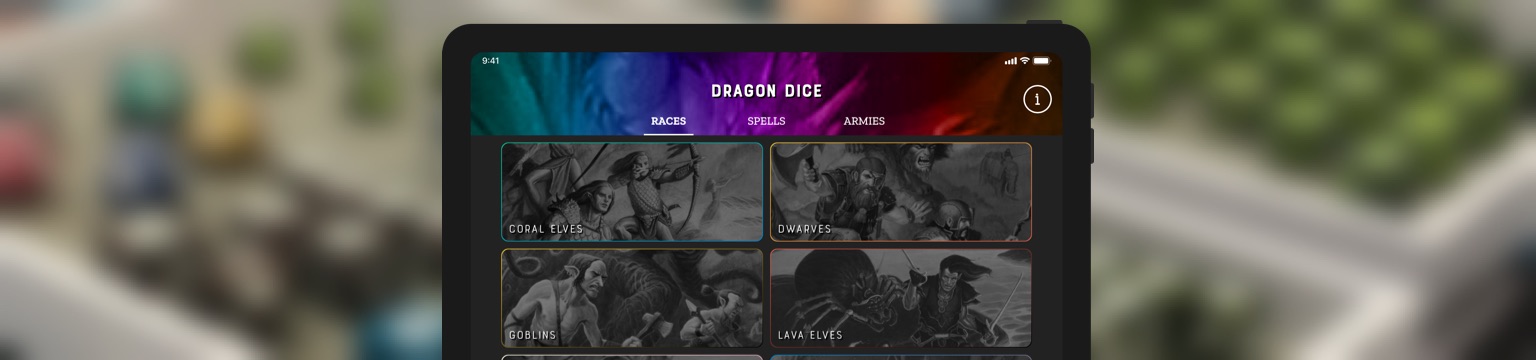 9:41
DRAGON DICE
i
RACES SPELLS ARMIES
CORAL ELVES DWARVES
GOBLINS LAVA ELVES